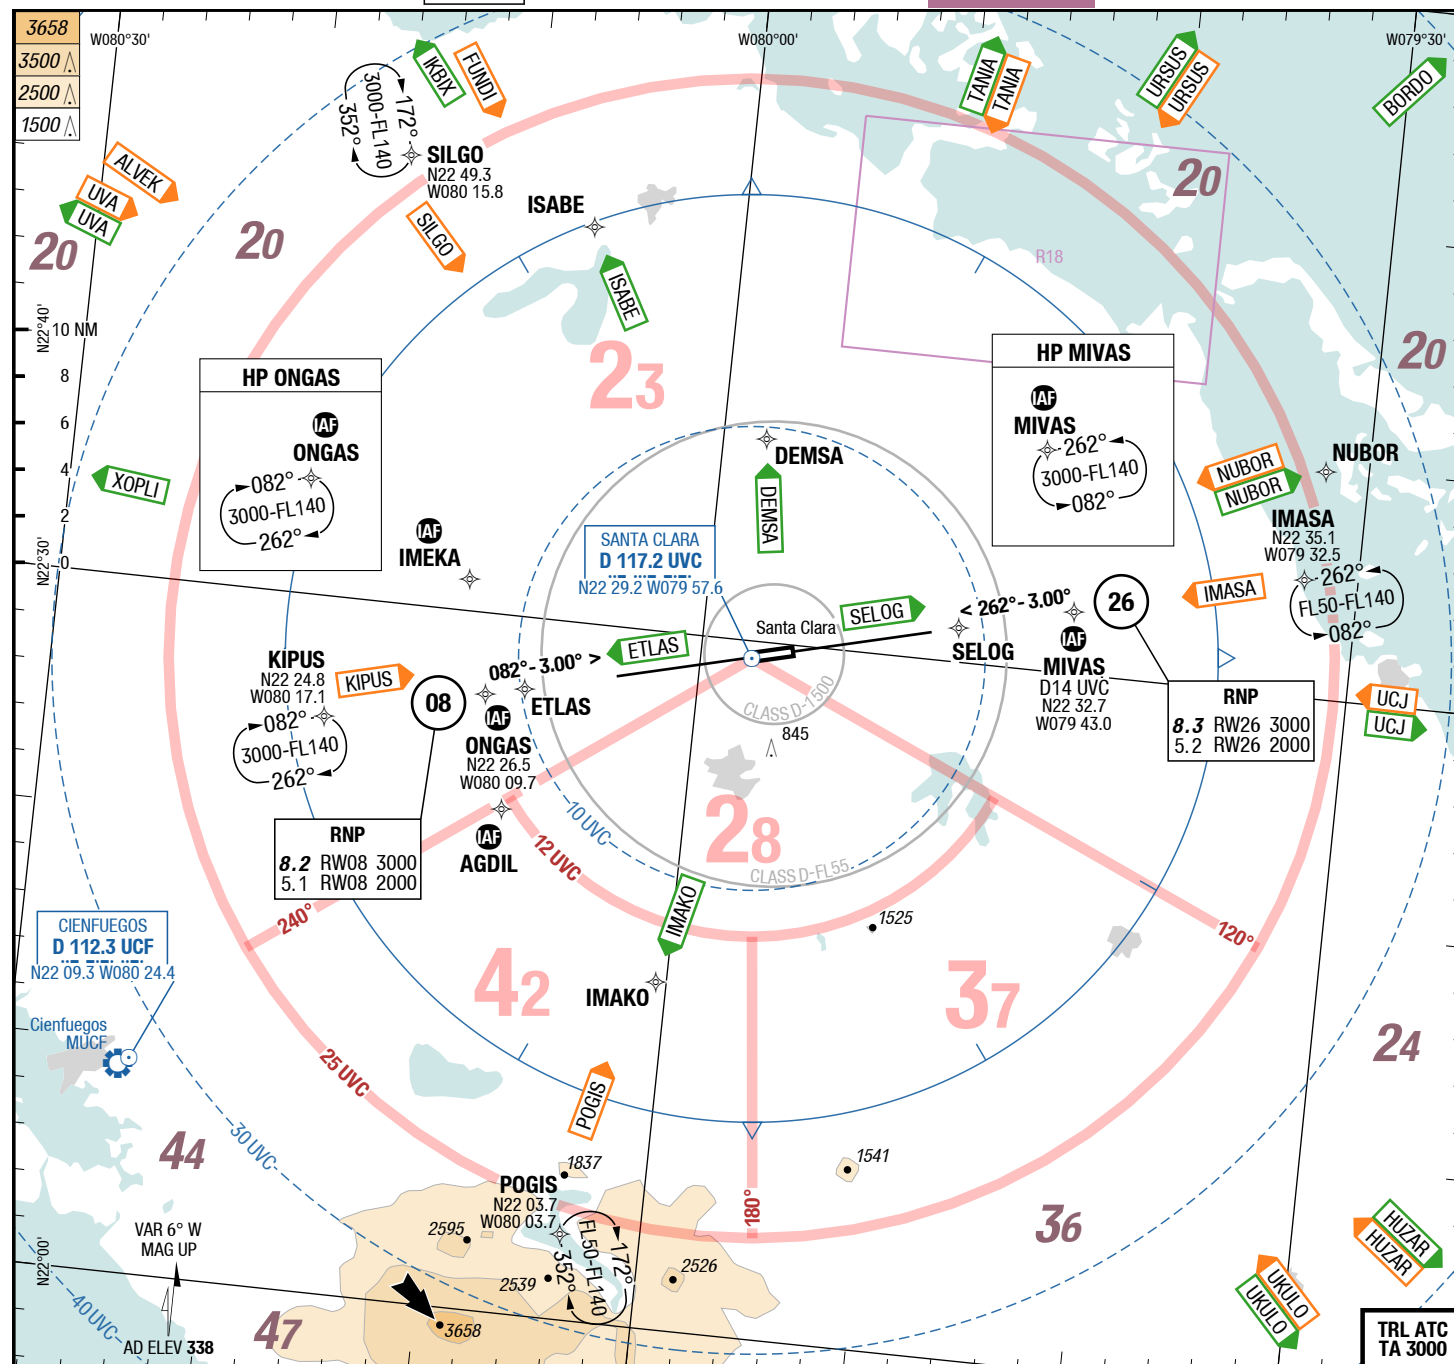 3658
3500
2500
1500
W080°30'
W080°00'
W079°30'
IKBIX
FUNDI
172°
3000-FL140
352°
SILGO
N22 49.3
W080 15.8
SILGO
ALVEK
UVA
UVA
20
20
ISABE
ISABE
TANIA
TANIA
URSUS
URSUS
BORDO
20
R18
20
N22°40'
10 NM
8
6
4
2
0
N22°30'
HP ONGAS
IAF
ONGAS
082°
3000-FL140
262°
23
HP MIVAS
IAF
MIVAS
262°
3000-FL140
082°
XOPLI
IAF
IMEKA
DEMSA
DEMSA
SANTA CLARA
D 117.2 UVC
N22 29.2 W079 57.6
NUBOR
NUBOR
NUBOR
IMASA
N22 35.1
W079 32.5
262°
FL50-FL140
082°
IMASA
Santa Clara
SELOG
< 262°- 3.00°
26
SELOG
IAF
MIVAS
D14 UVC
N22 32.7
W079 43.0
ETLAS
082°- 3.00° >
ETLAS
KIPUS
N22 24.8
W080 17.1
082°
3000-FL140
262°
KIPUS
08
IAF
ONGAS
N22 26.5
W080 09.7
CLASS D-1500
845
RNP
8.3 RW26 3000
5.2 RW26 2000
UCJ
UCJ
RNP
8.2 RW08 3000
5.1 RW08 2000
IAF
AGDIL
10 UVC
12 UVC
28
CLASS D-FL55
240°
120°
IMAKO
IMAKO
1525
CIENFUEGOS
D 112.3 UCF
N22 09.3 W080 24.4
Cienfuegos
MUCF
42
37
24
25 UVC
30 UVC
44
POGIS
1837
1541
POGIS
N22 03.7
W080 03.7
172°
FL50-FL140
352°
180°
36
VAR 6° W
MAG UP
2595
2539
2526
3658
N22°00'
40 UVC
47
AD ELEV 338
HUZAR
HUZAR
UKULO
UKULO
TRL ATC
TA 3000